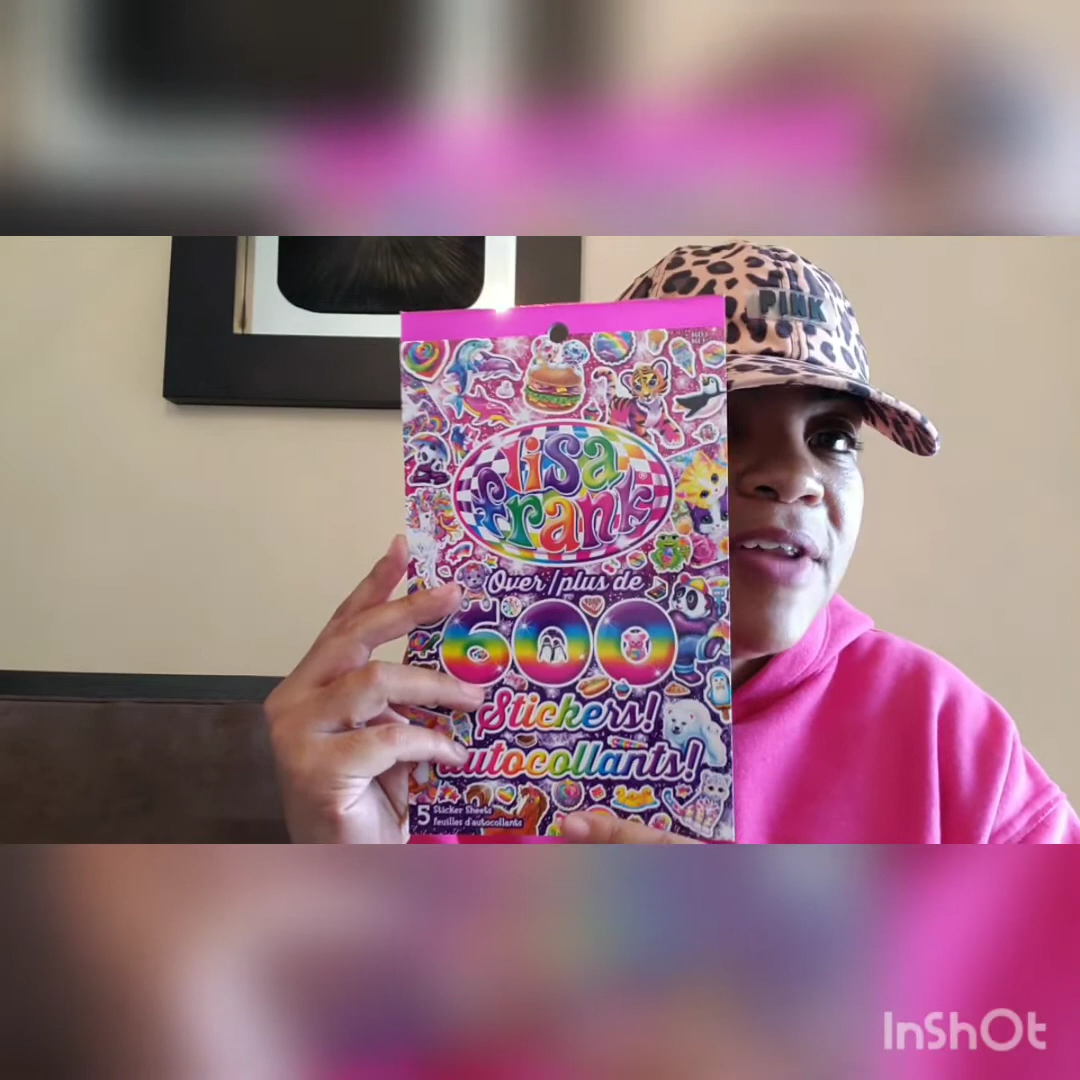 PINK
lisa
frank
Over/plus de
600
Stickers!
autocollants!
5 Sticker Sheets
feuilles d'autocollants
InShOt